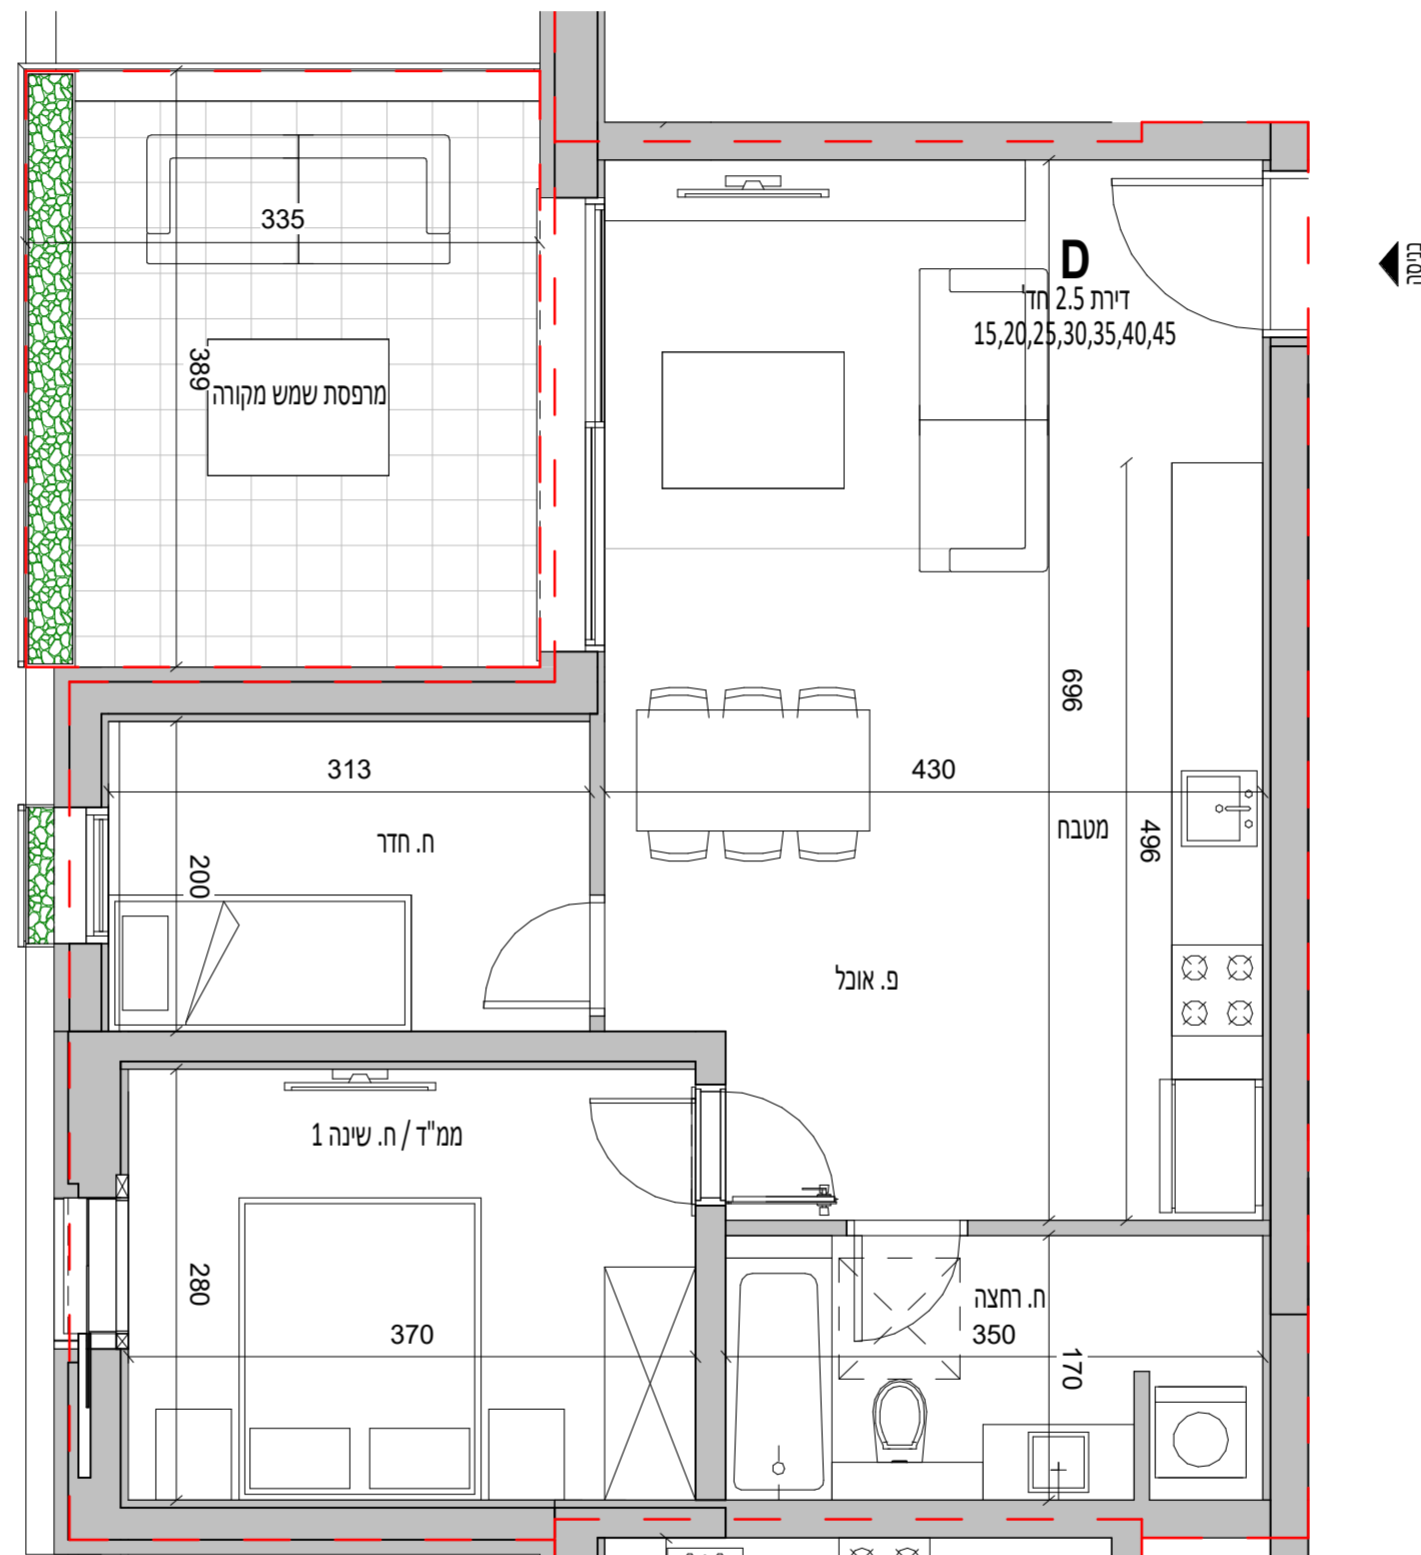 D
דירת 2.5 חד'
15,20,25,30,35,40,45
כניסה
335
389
מרפסת שמש מקורה
696
313
430
ח. חדר
מטבח
496
200
פ. אוכל
ממ"ד / ח. שינה 1
280
370
ח. רחצה
350
170